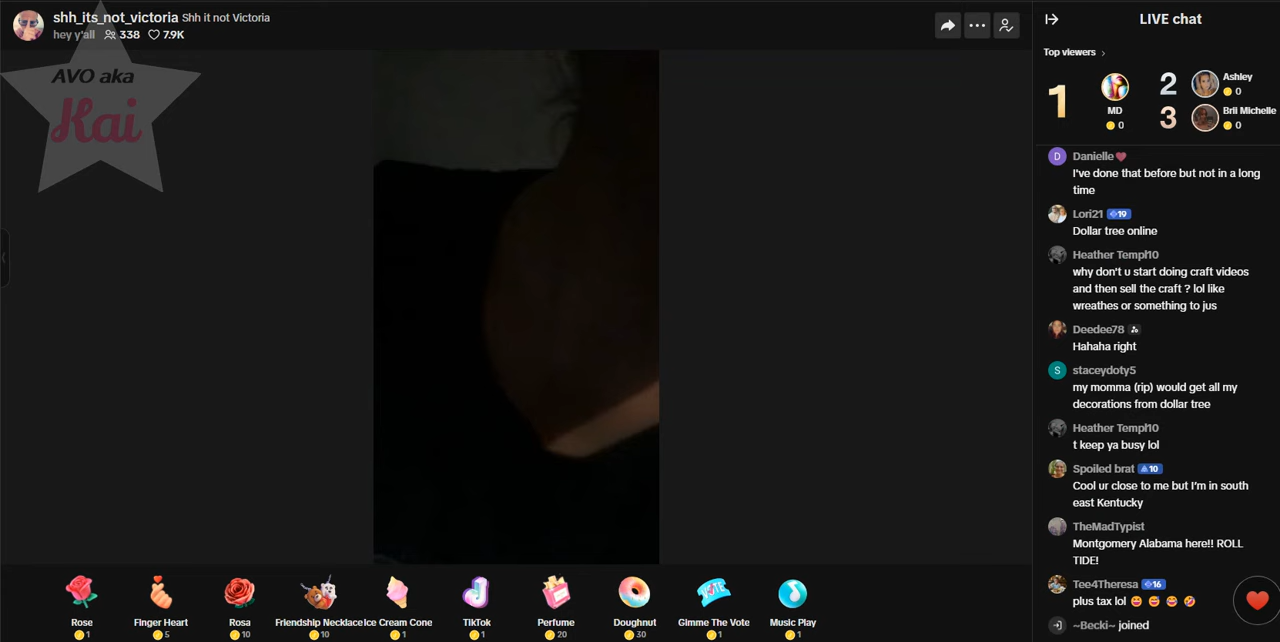 shh_its_not_victoria Shh it not Victoria
hey y'all 338 7.9K
AVO aka
Kai
LIVE chat
Top viewers
1
MD
0
2
Ashley
0
3
Brii Michelle
0
D
Danielle
I've done that before but not in a long
time
Lori21 19
Dollar tree online
Heather Templ10
why don't u start doing craft videos
and then sell the craft ? lol like
wreathes or something to jus
Deedee78
Hahaha right
S
staceydoty5
my momma (rip) would get all my
decorations from dollar tree
Heather Templ10
t keep ya busy lol
Spoiled brat 10
Cool ur close to me but I'm in south
east Kentucky
TheMadTypist
Montgomery Alabama here!! ROLL
TIDE!
Tee4Theresa 16
plus tax lol 😅 😅 😅 🤣
~Becki~ joined
VOTE
Rose
1
Finger Heart
5
Rosa
10
Friendship Necklace
10
Ice Cream Cone
1
TikTok
1
Perfume
20
Doughnut
30
Gimme The Vote
1
Music Play
1